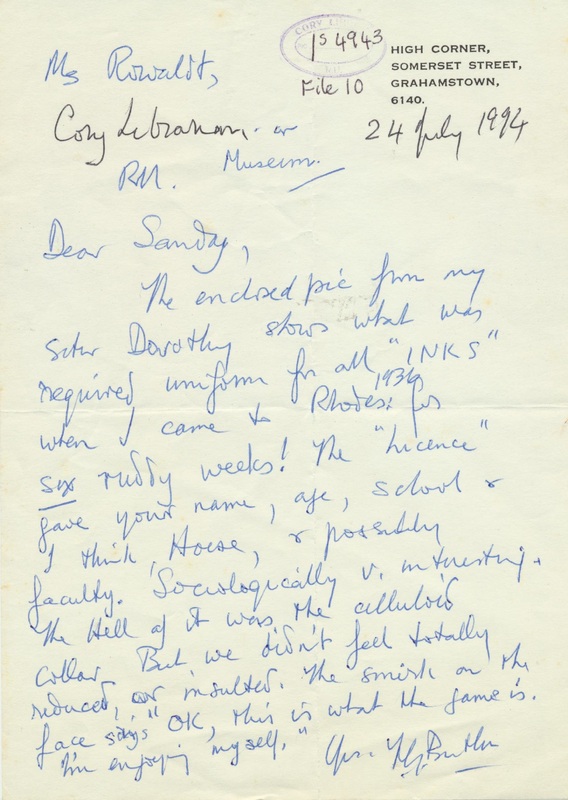 CORY
1s 4943
File 10
HIGH CORNER,
SOMERSET STREET,
GRAHAMSTOWN,
6140.
24 July 1994
Ms Rowaldt,
Cory Librarian. or
RU. Museum.
Dear Sandy,
The enclosed pic from my
sister Dorothy shows what was
required uniform for all "INKS"
when I came to Rhodes: for
1936
six ruddy weeks! The "Licence"
gave your name, age, school &
I think, House, & possibly
faculty. Sociologically v. interesting.
The Hell of it was the celluloid
collar. But we didn't feel totally
reduced, or insulted. The smirk on the
face says "OK, this is what the game is.
I'm enjoying myself."
Yrs. FGButler